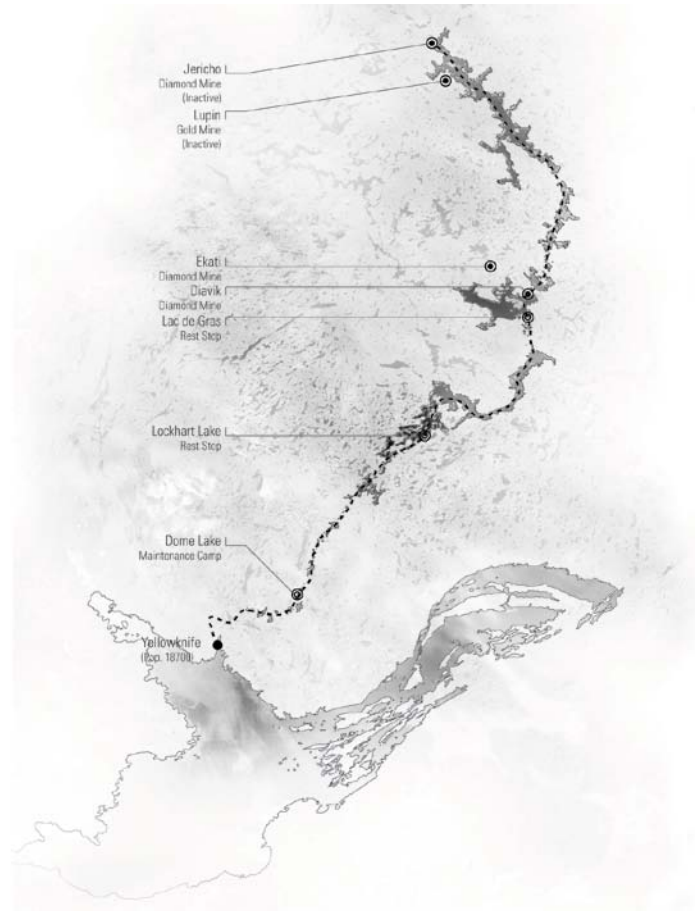 Jericho
Diamond Mine
(Inactive)
Lupin
Gold Mine
(Inactive)
Ekati
Diamond Mine
Diavik
Diamond Mine
Lac de Gras
Rest Stop
Lockhart Lake
Rest Stop
Dome Lake
Maintenance Camp
Yellowknife
(Pop. 18700)